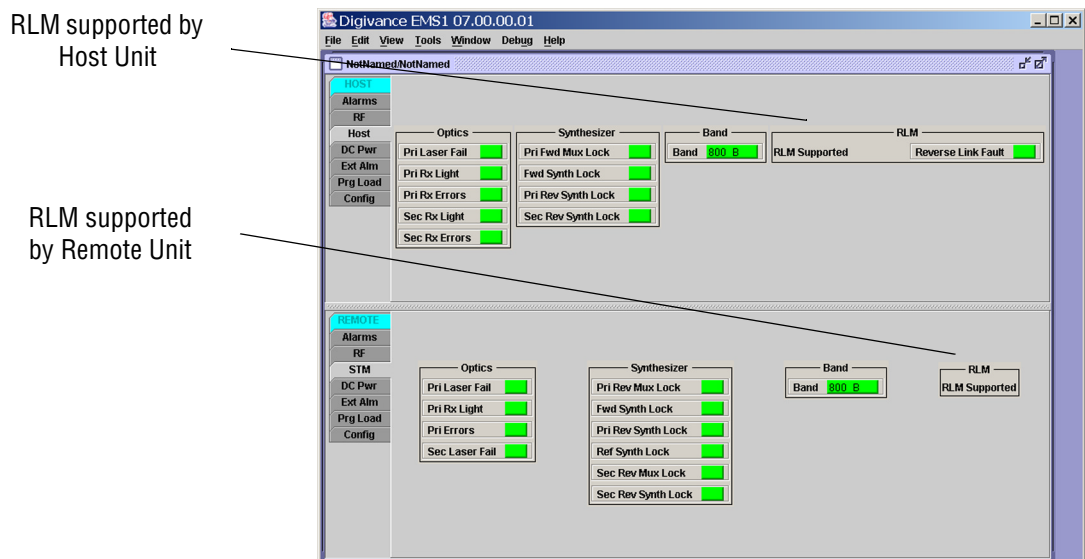 RLM supported by
Host Unit
RLM supported
by Remote Unit
Digivance EMS1 07.00.00.01
File Edit View Tools Window Debug Help
NotNamed/NotNamed
HOST
Alarms
RF
Host
DC Pwr
Ext Alm
Prg Load
Config
Optics
Pri Laser Fail
Pri Rx Light
Pri Rx Errors
Sec Rx Light
Sec Rx Errors
Synthesizer
Pri Fwd Mux Lock
Fwd Synth Lock
Pri Rev Synth Lock
Sec Rev Synth Lock
Band
Band 800 B
RLM
RLM Supported Reverse Link Fault
REMOTE
Alarms
RF
STM
DC Pwr
Ext Alm
Prg Load
Config
Optics
Pri Laser Fail
Pri Rx Light
Pri Errors
Sec Laser Fail
Synthesizer
Pri Rev Mux Lock
Fwd Synth Lock
Pri Rev Synth Lock
Ref Synth Lock
Sec Rev Mux Lock
Sec Rev Synth Lock
Band
Band 800 B
RLM
RLM Supported